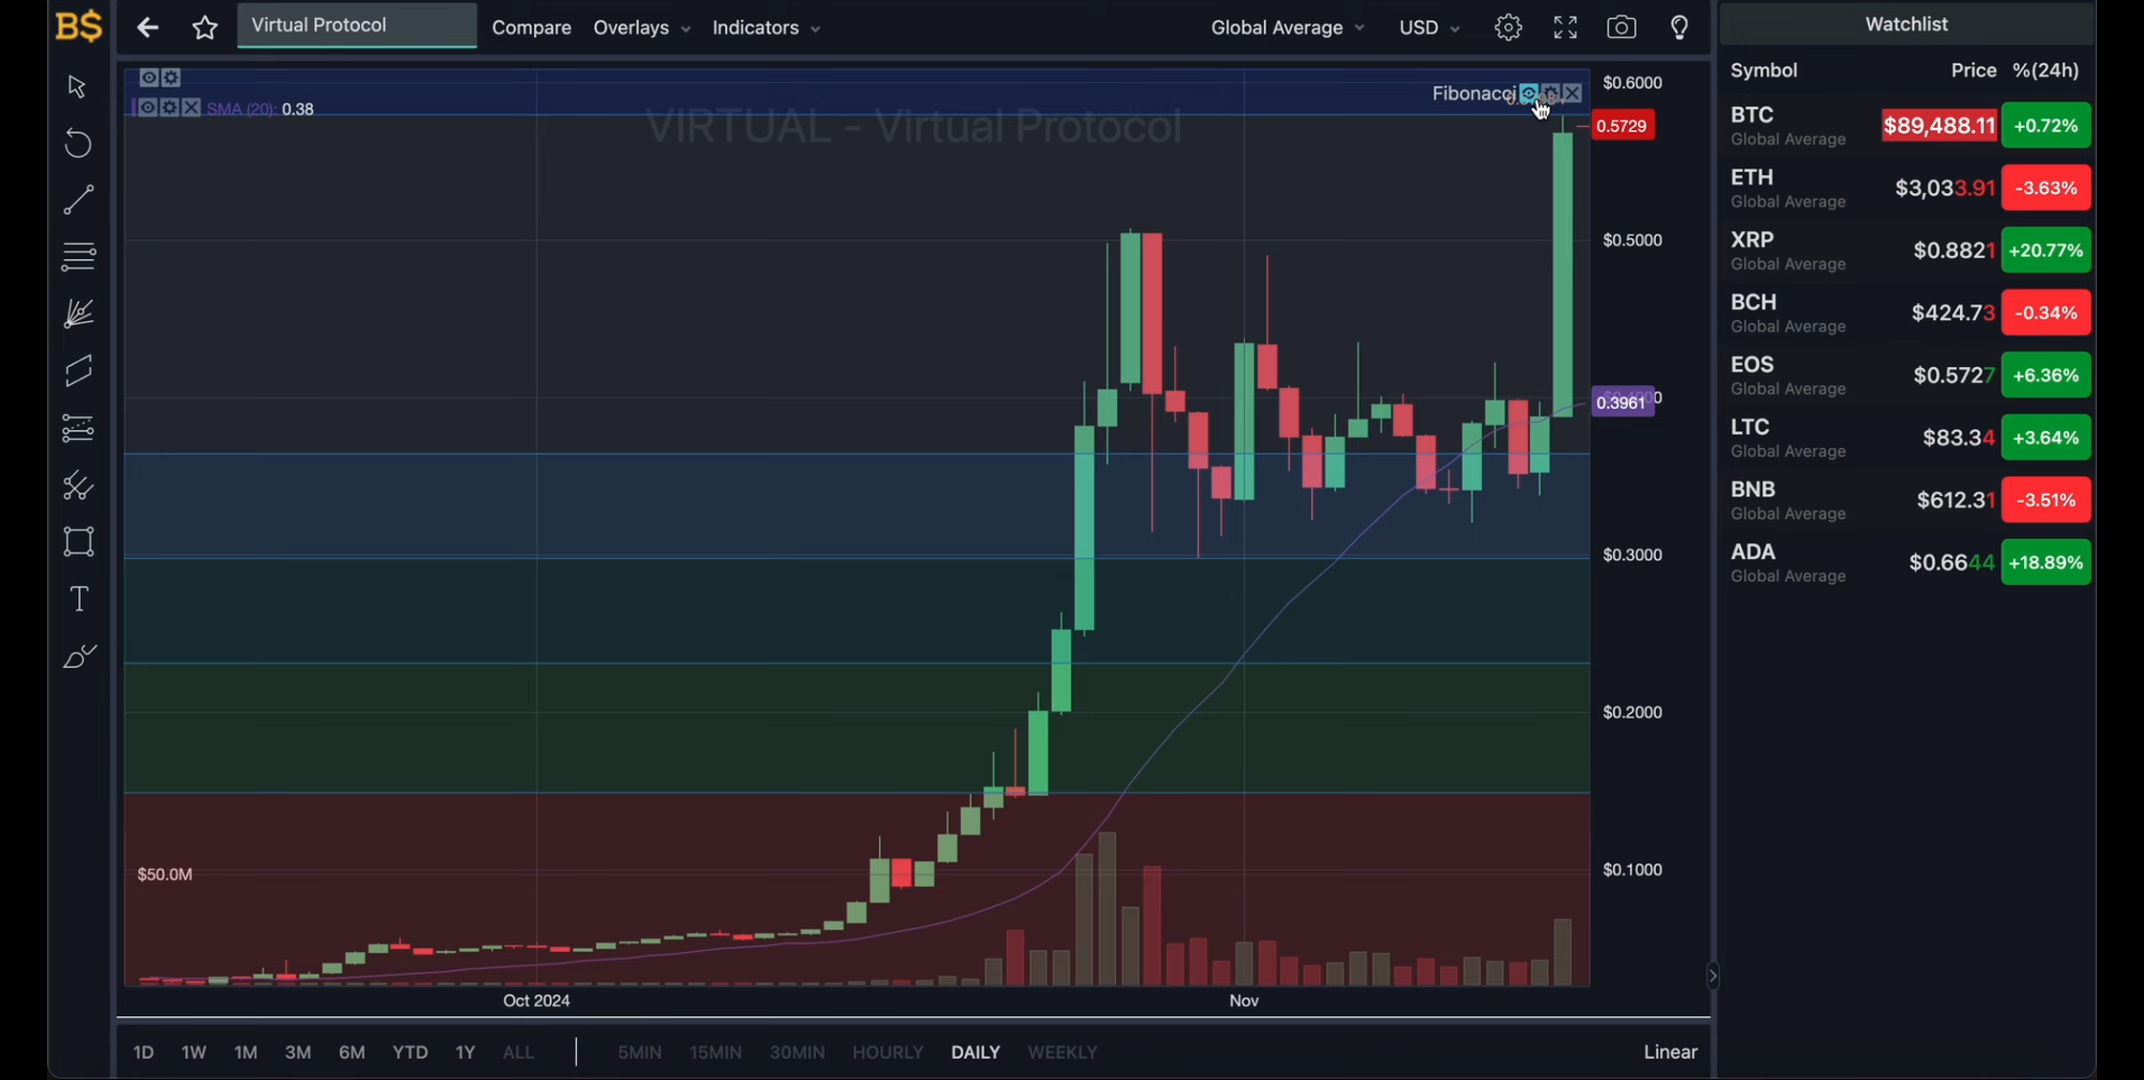 B$
Virtual Protocol
Compare
Overlays
Indicators
Global Average
USD
SMA (20): 0.38
VIRTUAL - Virtual Protocol
Fibonacci
$0.6000
0.5729
$0.5000
0.3961
$0.3000
$0.2000
$0.1000
$50.0M
Oct 2024
Nov
1D
1W
1M
3M
6M
YTD
1Y
ALL
5MIN
15MIN
30MIN
HOURLY
DAILY
WEEKLY
Linear
T
Watchlist
Symbol Price %(24h)
BTC $89,488.11 +0.72%
Global Average
ETH $3,033.91 -3.63%
Global Average
XRP $0.8821 +20.77%
Global Average
BCH $424.73 -0.34%
Global Average
EOS $0.5727 +6.36%
Global Average
LTC $83.34 +3.64%
Global Average
BNB $612.31 -3.51%
Global Average
ADA $0.6644 +18.89%
Global Average